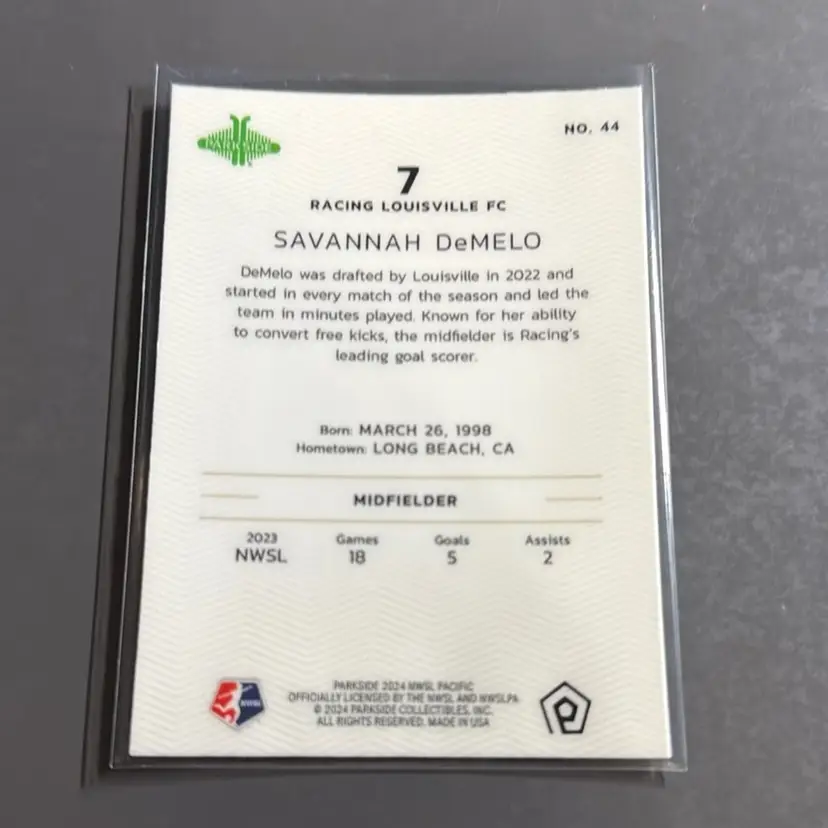 PARKSIDE
NO. 44
7
RACING LOUISVILLE FC
SAVANNAH DeMELO
DeMelo was drafted by Louisville in 2022 and
started in every match of the season and led the
team in minutes played. Known for her ability
to convert free kicks, the midfielder is Racing's
leading goal scorer.
Born: MARCH 26, 1998
Hometown: LONG BEACH, CA
MIDFIELDER
2023 Games Goals Assists
NWSL 18 5 2
NWSL
PARKSIDE 2024 NWSL PACIFIC
OFFICIALLY LICENSED BY THE NWSL AND NWSLPA
© 2024 PARKSIDE COLLECTIBLES, INC.
ALL RIGHTS RESERVED. MADE IN USA